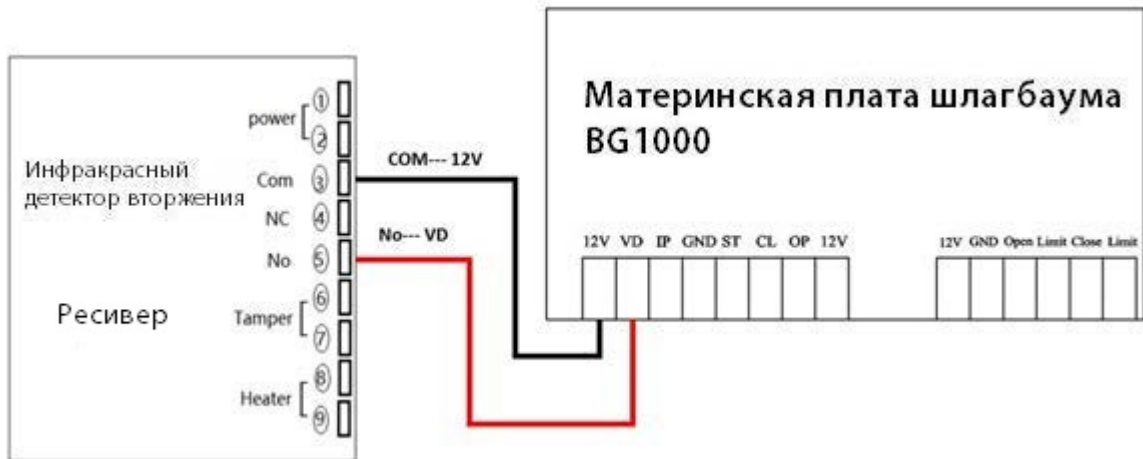 Материнская плата шлагбаума
BG1000
power
①
②
Инфракрасный
детектор вторжения
Com ③
NC ④
No ⑤
Ресивер
Tamper
⑥
⑦
Heater
⑧
⑨
COM--- 12V
No--- VD
12V VD IP GND ST CL OP 12V
12V GND Open Limit Close Limit